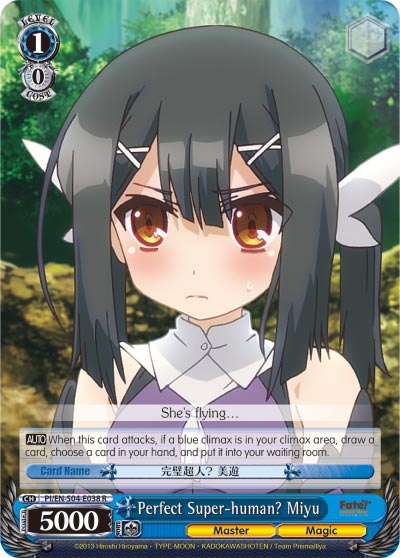 LEVEL
1
0
COST
She's flying...
AUTO When this card attacks, if a blue climax is in your climax area, draw a
card, choose a card in your hand, and put it into your waiting room.
Card Name 完璧超人? 美遊
CH PI/EN-S04-E038 R
Perfect Super-human? Miyu
Fate
POWER 5000
Master Magic
©2013 Hiroshi Hiroyama - TYPE-MOON - KADOKAWASHOTEN / Team PrismaIllya